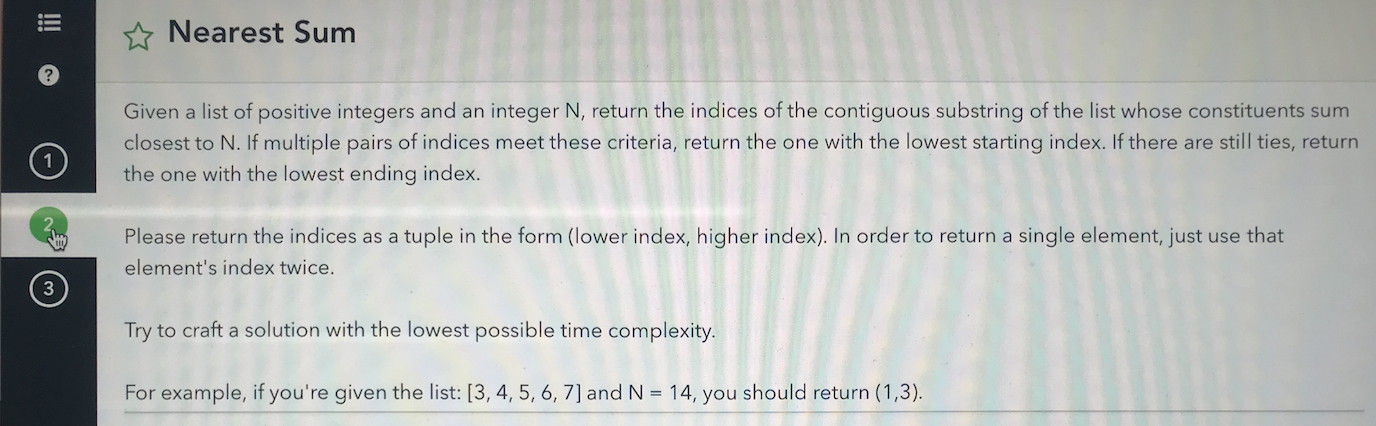 Nearest Sum
?
Given a list of positive integers and an integer N, return the indices of the contiguous substring of the list whose constituents sum
closest to N. If multiple pairs of indices meet these criteria, return the one with the lowest starting index. If there are still ties, return
1
the one with the lowest ending index.
2
Please return the indices as a tuple in the form (lower index, higher index). In order to return a single element, just use that
element's index twice.
3
Try to craft a solution with the lowest possible time complexity.
For example, if you're given the list: [3, 4, 5, 6, 7] and N = 14, you should return (1,3).